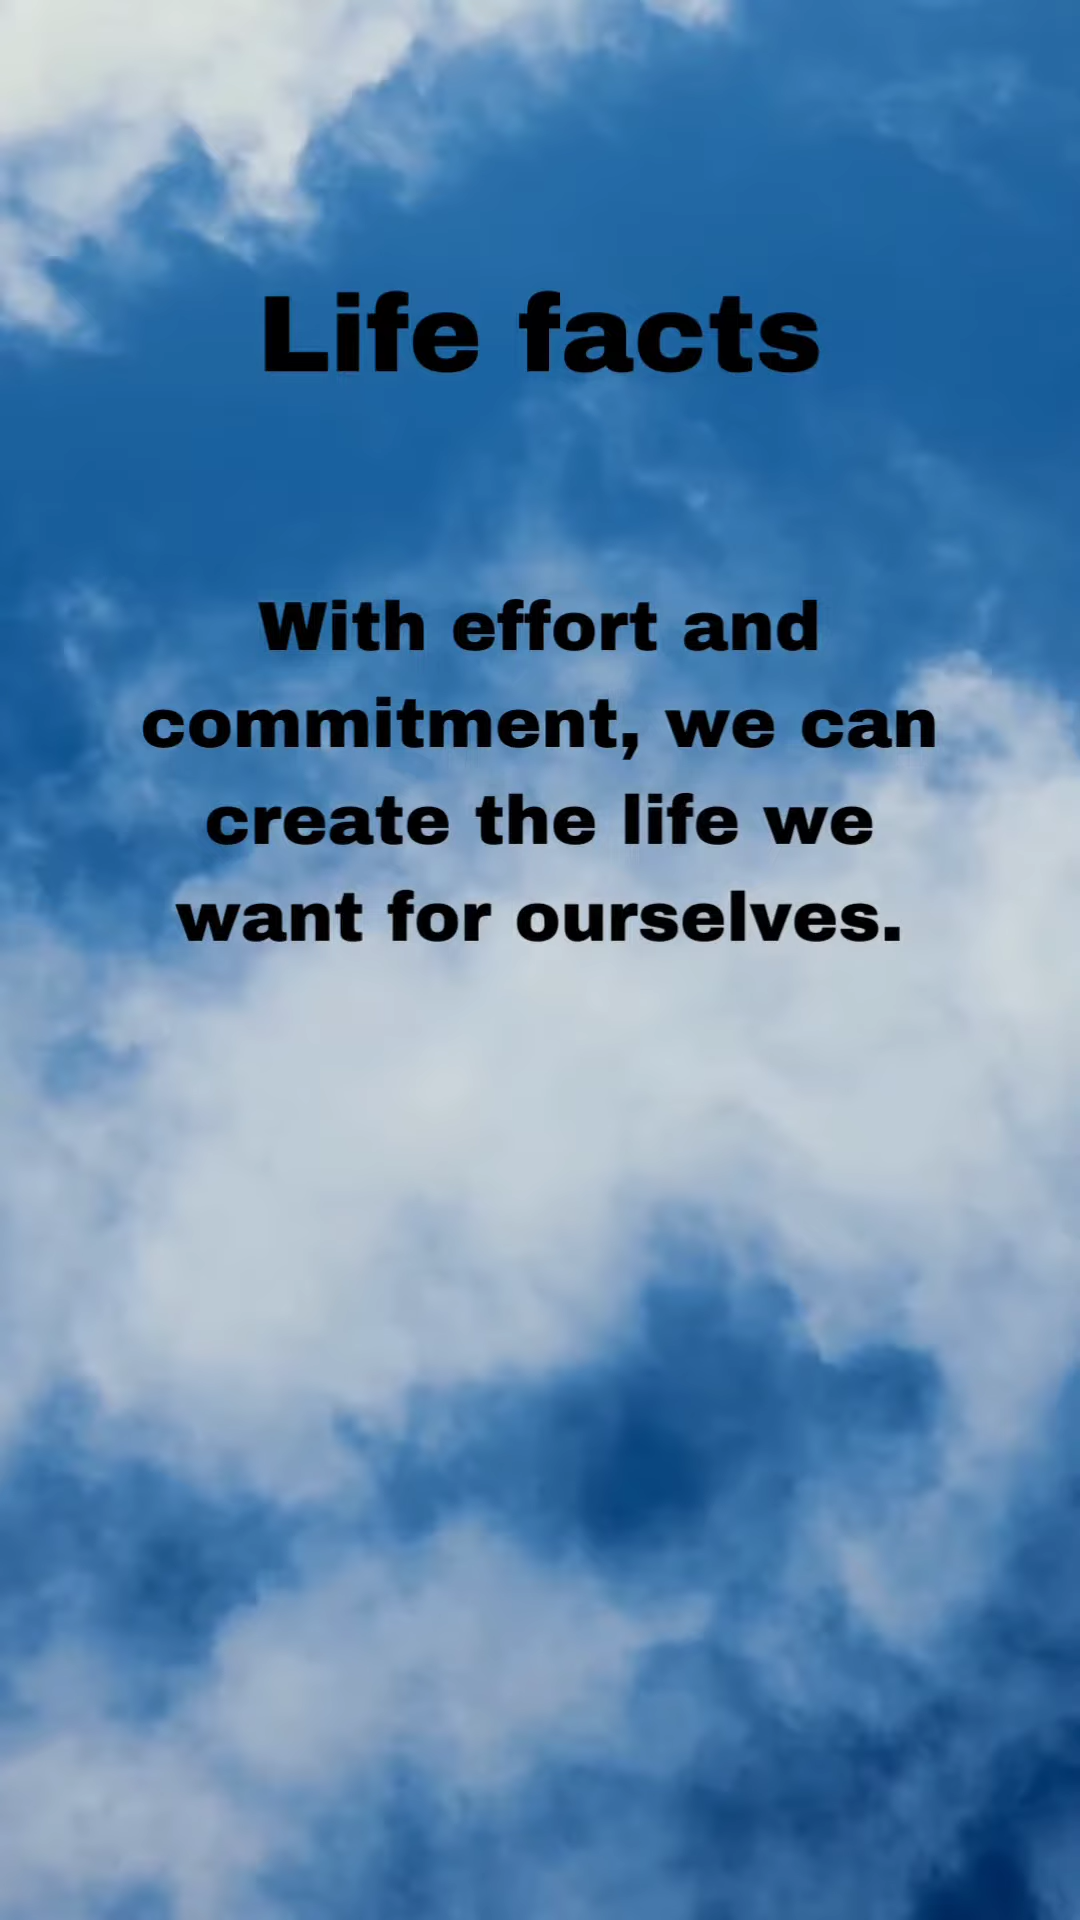 Life facts
With effort and
commitment, we can
create the life we
want for ourselves.